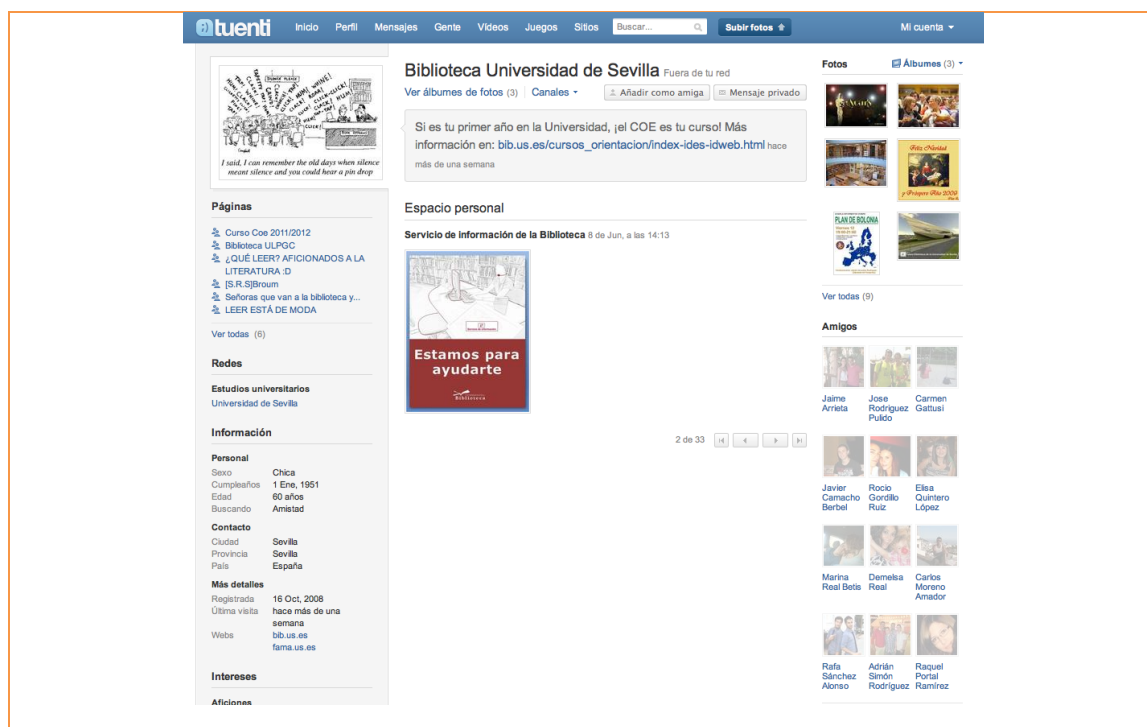 tuenti Inicio Perfil Mensajes Gente Vídeos Juegos Sitios Buscar... Subir fotos Mi cuenta
I said, I can remember the old days when silence
meant silence and you could hear a pin drop
Páginas
Curso Coe 2011/2012
Biblioteca ULPGC
¿QUÉ LEER? AFICIONADOS A LA
LITERATURA :D
[S.R.S]Broum
Señoras que van a la biblioteca y...
LEER ESTÁ DE MODA
Ver todas (6)
Redes
Estudios universitarios
Universidad de Sevilla
Información
Personal
Sexo Chica
Cumpleaños 1 Ene, 1951
Edad 60 años
Buscando Amistad
Contacto
Ciudad Sevilla
Provincia Sevilla
País España
Más detalles
Registrada 16 Oct, 2008
Última visita hace más de una
semana
Webs bib.us.es
fama.us.es
Intereses
Aficiones
Biblioteca Universidad de Sevilla Fuera de tu red
Ver álbumes de fotos (3) Canales Añadir como amiga Mensaje privado
Si es tu primer año en la Universidad, ¡el COE es tu curso! Más
información en: bib.us.es/cursos_orientacion/index-ides-idweb.html hace
más de una semana
Espacio personal
Servicio de información de la Biblioteca 8 de Jun, a las 14:13
Estamos para
ayudarte
Biblioteca
2 de 33
Fotos Álbumes (3)
Feliz Navidad
y Próspero Año 2009
PLAN DE BOLONIA
Ver todas (9)
Amigos
Jaime Jose Carmen
Arrieta Rodriguez Gattusi
Pulido
Javier Rocio Elisa
Camacho Gordillo Quintero
Berbel Ruiz López
Marina Demelsa Carlos
Real Betis Real Moreno
Amador
Rafa Adrián Raquel
Sánchez Simón Portal
Alonso Rodríguez Ramírez